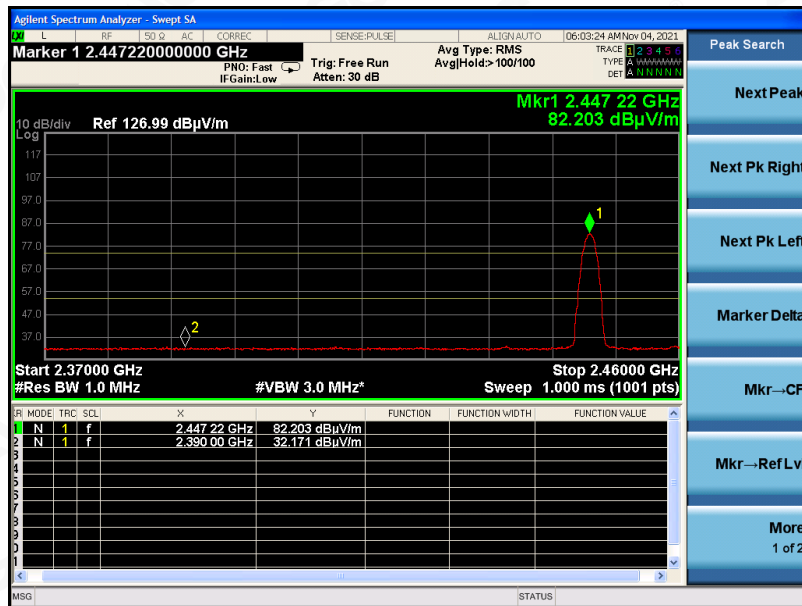 Agilent Spectrum Analyzer - Swept SA
LXI L RF 50 Ω AC CORREC SENSE:PULSE ALIGN AUTO 06:03:24 AM Nov 04, 2021
Marker 1 2.447220000000 GHz
PNO: Fast
IFGain:Low
Trig: Free Run
Atten: 30 dB
Avg Type: RMS
Avg|Hold:>100/100
TRACE 1 2 3 4 5 6
TYPE A WWWWW
DET A N N N N N
Mkr1 2.447 22 GHz
82.203 dBµV/m
10 dB/div Ref 126.99 dBµV/m
Log
117
107
97.0
87.0
77.0
67.0
57.0
47.0
37.0
1
2
Start 2.37000 GHz Stop 2.46000 GHz
#Res BW 1.0 MHz #VBW 3.0 MHz* Sweep 1.000 ms (1001 pts)
MODE TRC SCL X Y FUNCTION FUNCTION WIDTH FUNCTION VALUE
1 N 1 f 2.447 22 GHz 82.203 dBµV/m
2 N 1 f 2.390 00 GHz 32.171 dBµV/m
3
4
5
6
7
8
9
MSG STATUS
Peak Search
Next Peak
Next Pk Right
Next Pk Left
Marker Delta
Mkr→CF
Mkr→Ref Lv
More
1 of 2